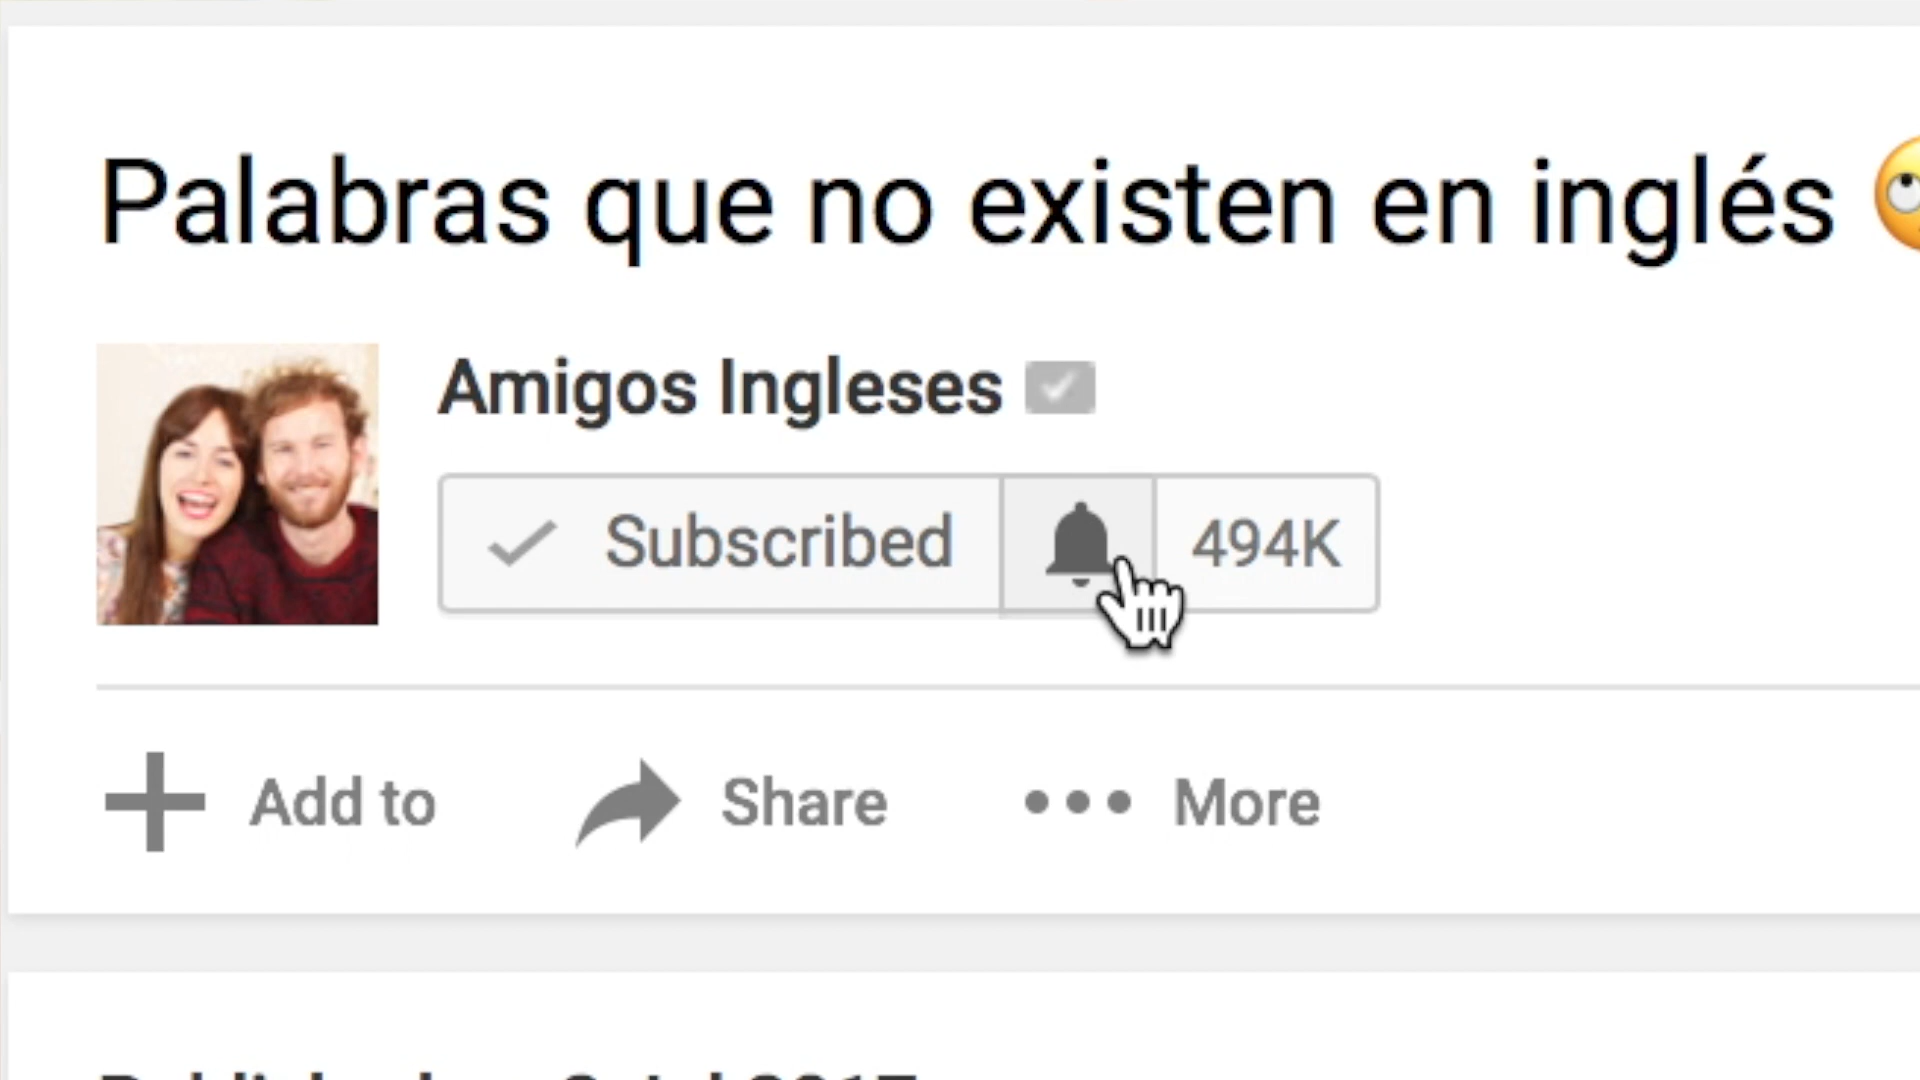 Palabras que no existen en inglés 🙄
Amigos Ingleses
Subscribed 494K
Add to Share More